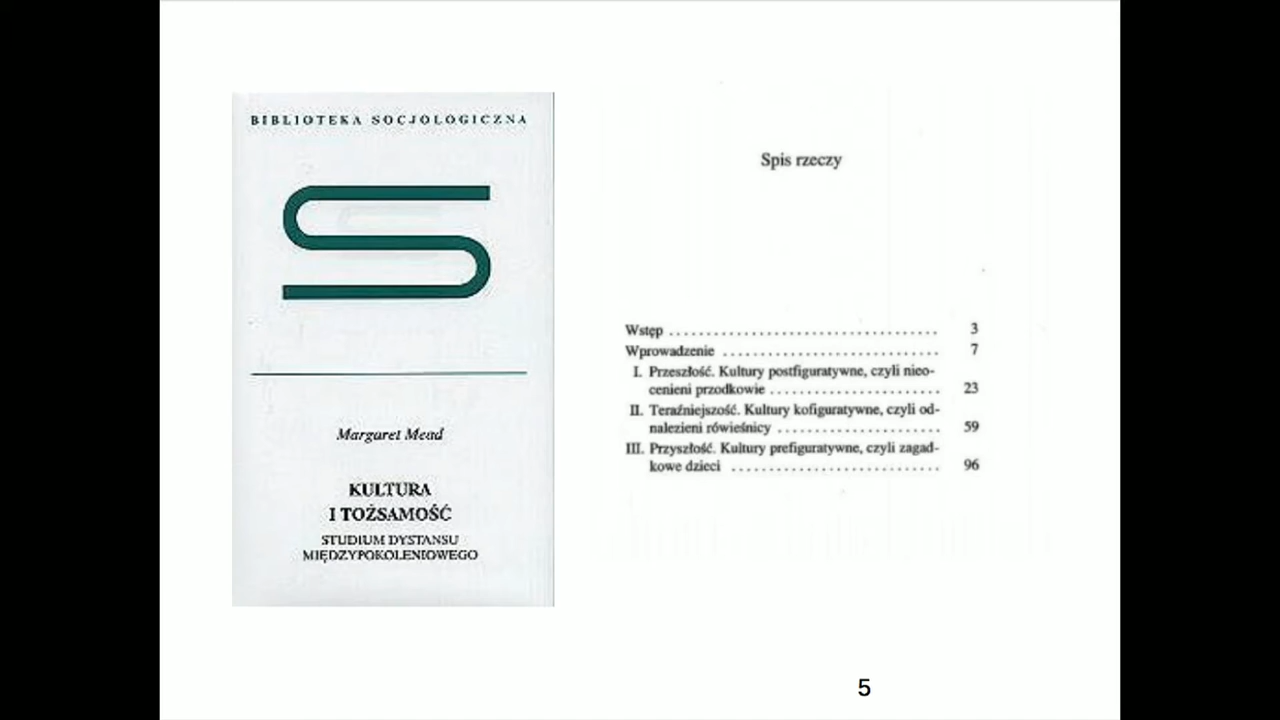 BIBLIOTEKA SOCJOLOGICZNA
Margaret Mead
KULTURA
I TOŻSAMOŚĆ
STUDIUM DYSTANSU
MIĘDZYPOKOLENIOWEGO
Spis rzeczy
Wstęp ................................... 3
Wprowadzenie ............................ 7
I. Przeszłość. Kultury postfiguratywne, czyli nieo-
cenieni przodkowie ...................... 23
II. Teraźniejszość. Kultury kofiguratywne, czyli od-
nalezieni rówieśnicy ..................... 59
III. Przyszłość. Kultury prefiguratywne, czyli zagad-
kowe dzieci ........................... 96
5